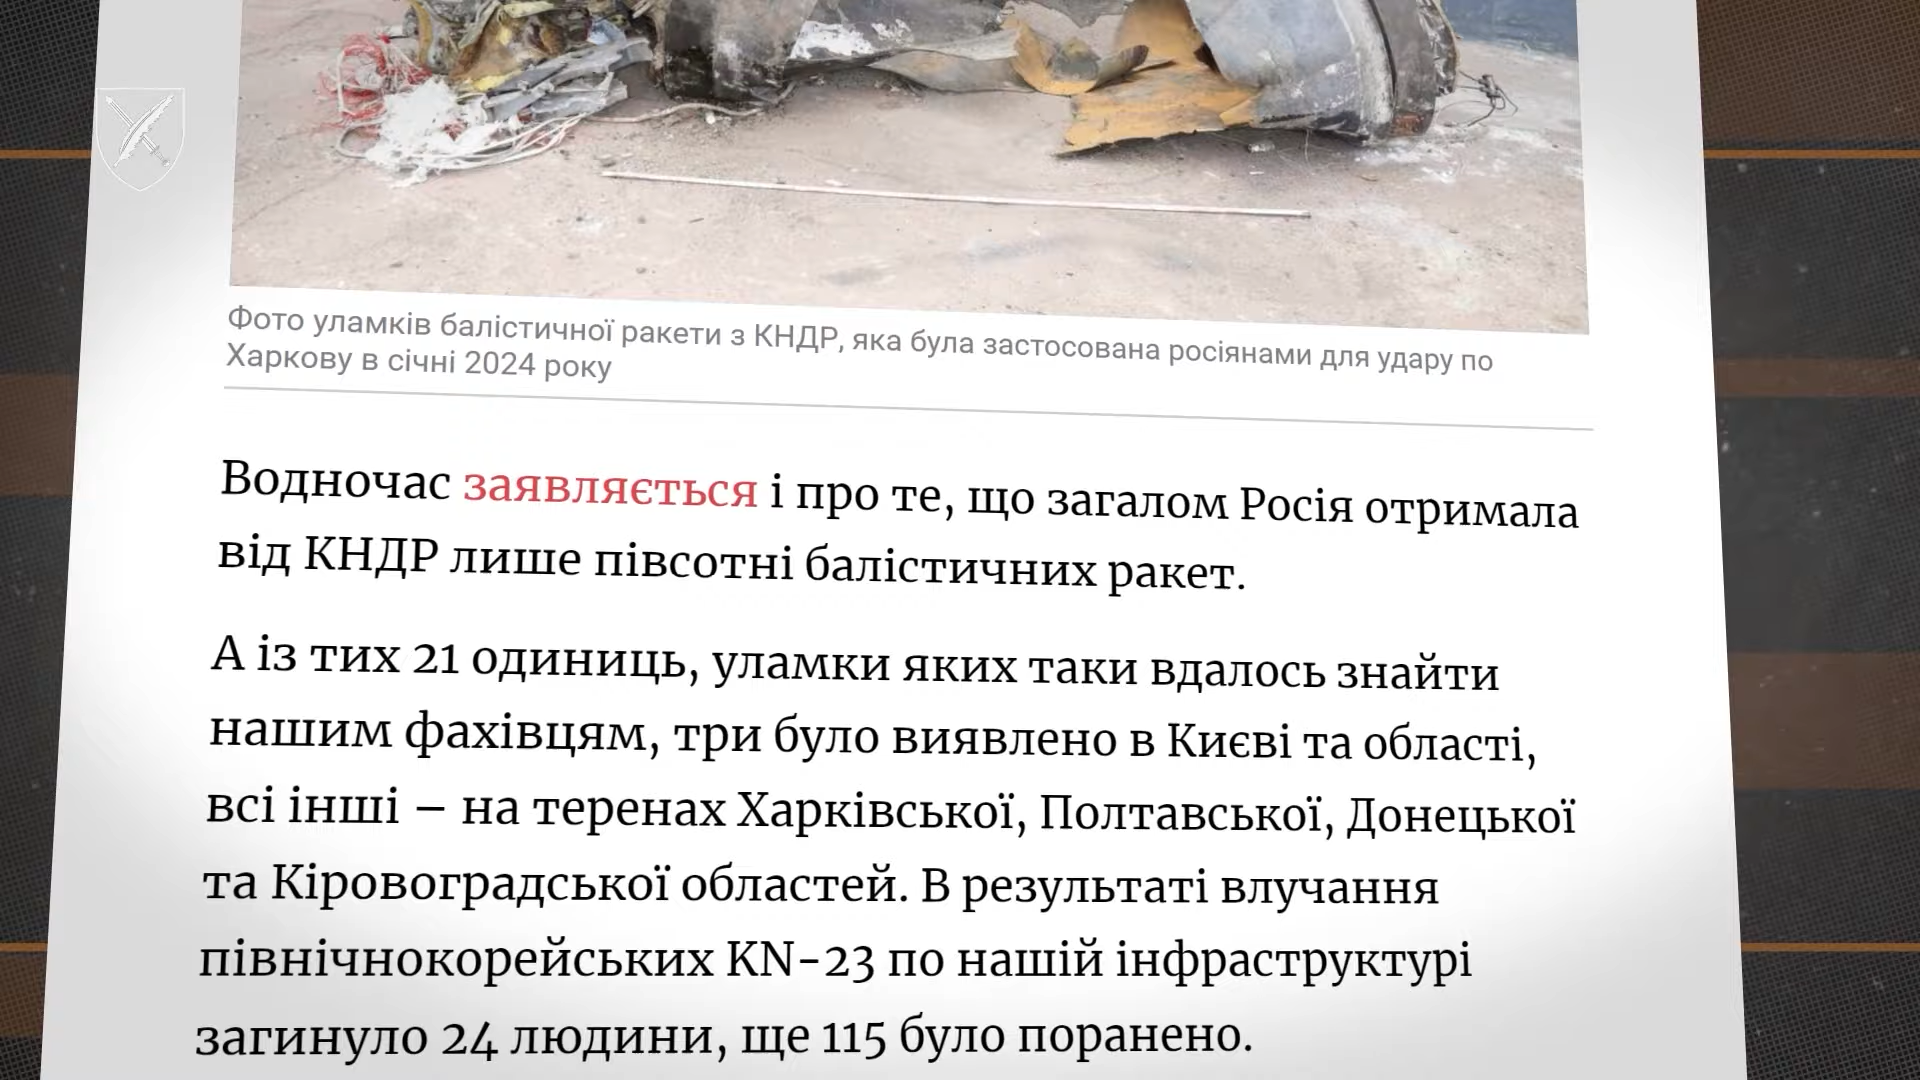 Фото уламків балістичної ракети з КНДР, яка була застосована росіянами для удару по
Харкову в січні 2024 року
Водночас заявляється і про те, що загалом Росія отримала
від КНДР лише півсотні балістичних ракет.
А із тих 21 одиниць, уламки яких таки вдалось знайти
нашим фахівцям, три було виявлено в Києві та області,
всі інші – на теренах Харківської, Полтавської, Донецької
та Кіровоградської областей. В результаті влучання
північнокорейських KN-23 по нашій інфраструктурі
загинуло 24 людини, ще 115 було поранено.